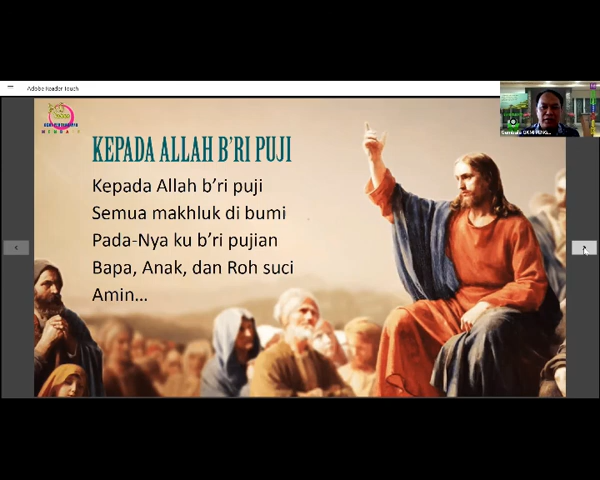 Adobe Reader Touch
KEPADA ALLAH B'RI PUJI
Kepada Allah b'ri puji
Semua makhluk di bumi
Pada-Nya ku b'ri pujian
Bapa, Anak, dan Roh suci
Amin...